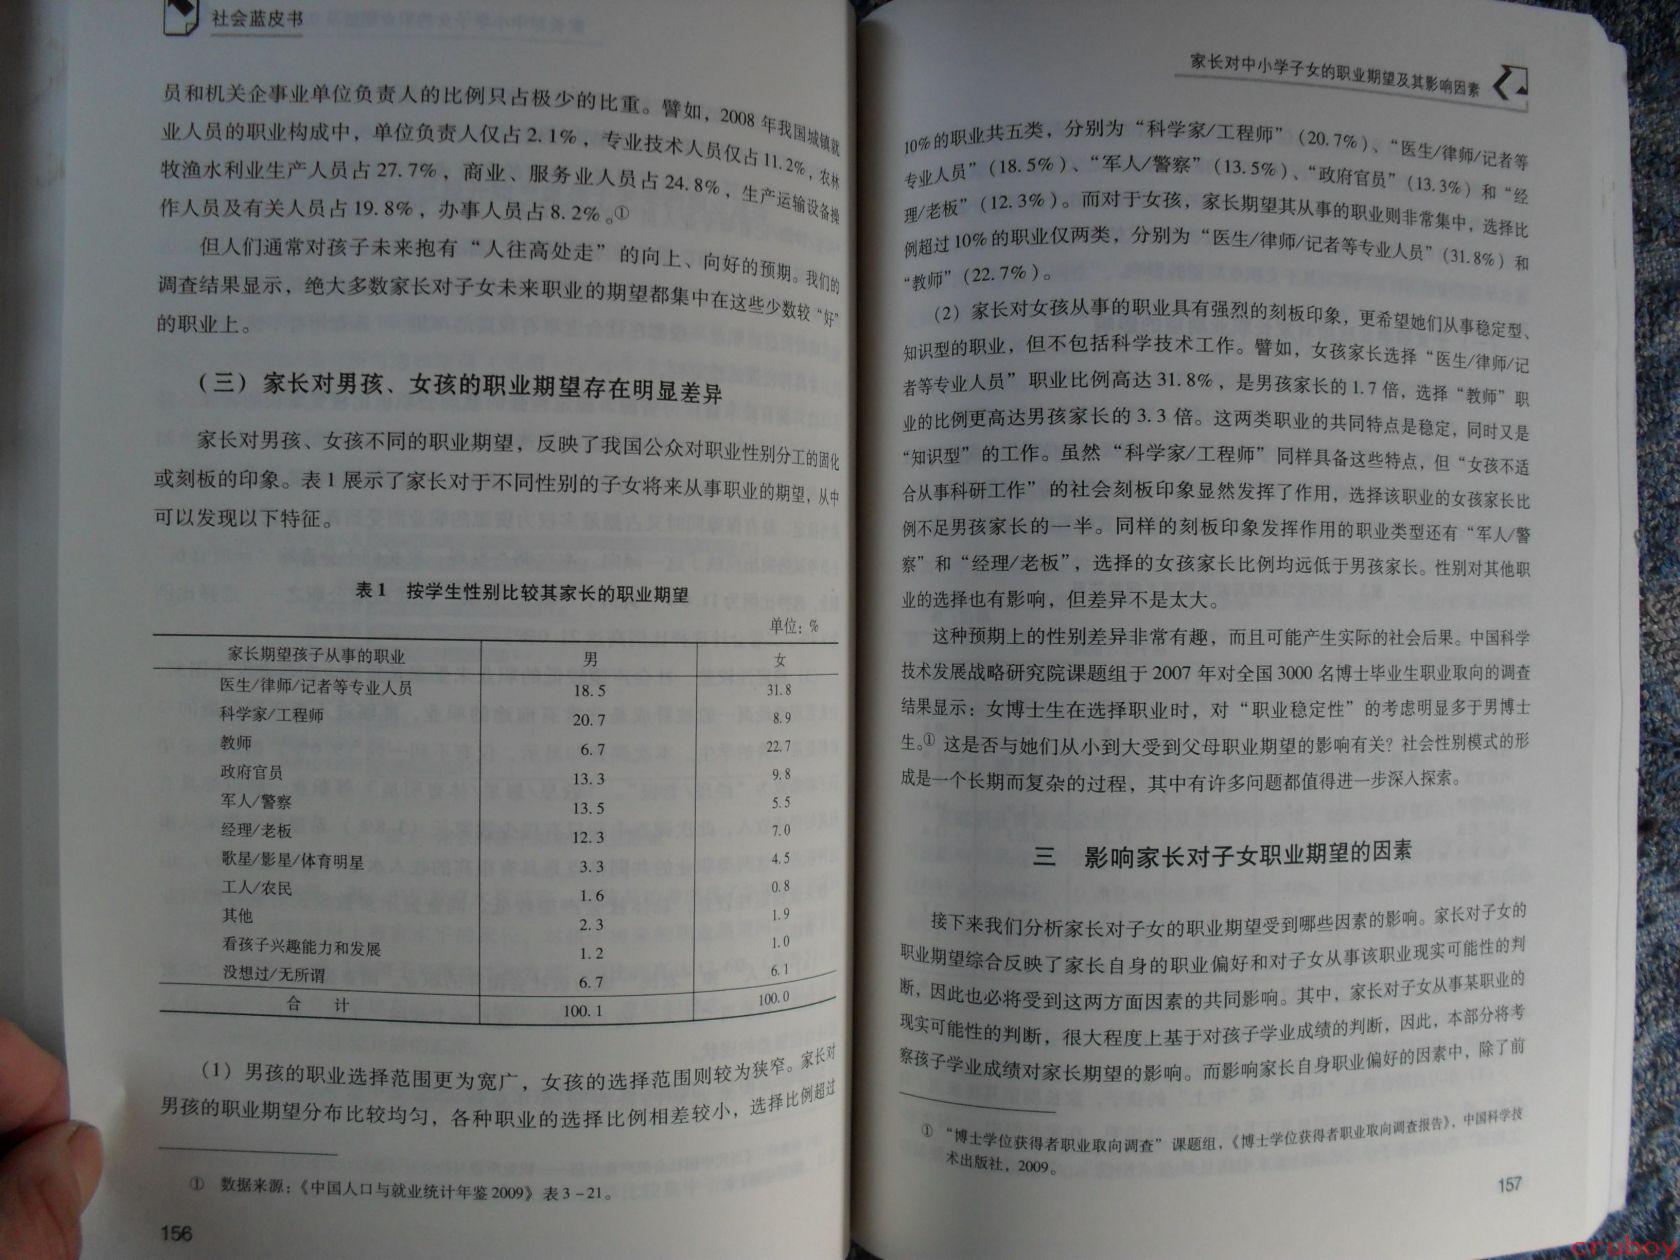 社会蓝皮书
员和机关企事业单位负责人的比例只占极少的比重。譬如，2008年我国城镇就
业人员的职业构成中，单位负责人仅占2.1%，专业技术人员仅占11.2%，农林
牧渔水利业生产人员占27.7%，商业、服务业人员占24.8%，生产运输设备操
作人员及有关人员占19.8%，办事人员占8.2%。①
但人们通常对孩子未来抱有“人往高处走”的向上、向好的预期。我们的
调查结果显示，绝大多数家长对子女未来职业的期望都集中在这些少数较“好”
的职业上。
（三）家长对男孩、女孩的职业期望存在明显差异
家长对男孩、女孩不同的职业期望，反映了我国公众对职业性别分工的固化
或刻板的印象。表1展示了家长对于不同性别的子女将来从事职业的期望，从中
可以发现以下特征。
表1 按学生性别比较其家长的职业期望
单位：%
家长期望孩子从事的职业 男 女
医生/律师/记者等专业人员 18.5 31.8
科学家/工程师 20.7 8.9
教师 6.7 22.7
政府官员 13.3 9.8
军人/警察 13.5 5.5
经理/老板 12.3 7.0
歌星/影星/体育明星 3.3 4.5
工人/农民 1.6 0.8
其他 2.3 1.9
看孩子兴趣能力和发展 1.2 1.0
没想过/无所谓 6.7 6.1
合 计 100.1 100.0
（1）男孩的职业选择范围更为宽广，女孩的选择范围则较为狭窄。家长对
男孩的职业期望分布比较均匀，各种职业的选择比例相差较小，选择比例超过
① 数据来源：《中国人口与就业统计年鉴2009》表3-21。
156
家长对中小学子女的职业期望及其影响因素
10%的职业共五类，分别为“科学家/工程师”（20.7%）、“医生/律师/记者等
专业人员”（18.5%）、“军人/警察”（13.5%）、“政府官员”（13.3%）和“经
理/老板”（12.3%）。而对于女孩，家长期望其从事的职业则非常集中，选择比
例超过10%的职业仅两类，分别为“医生/律师/记者等专业人员”（31.8%）和
“教师”（22.7%）。
（2）家长对女孩从事的职业具有强烈的刻板印象，更希望她们从事稳定型、
知识型的职业，但不包括科学技术工作。譬如，女孩家长选择“医生/律师/记
者等专业人员”职业比例高达31.8%，是男孩家长的1.7倍，选择“教师”职
业的比例更高达男孩家长的3.3倍。这两类职业的共同特点是稳定，同时又是
“知识型”的工作。虽然“科学家/工程师”同样具备这些特点，但“女孩不适
合从事科研工作”的社会刻板印象显然发挥了作用，选择该职业的女孩家长比
例不足男孩家长的一半。同样的刻板印象发挥作用的职业类型还有“军人/警
察”和“经理/老板”，选择的女孩家长比例均远低于男孩家长。性别对其他职
业的选择也有影响，但差异不是太大。
这种预期上的性别差异非常有趣，而且可能产生实际的社会后果。中国科学
技术发展战略研究院课题组于2007年对全国3000名博士毕业生职业取向的调查
结果显示：女博士生在选择职业时，对“职业稳定性”的考虑明显多于男博士
生。①这是否与她们从小到大受到父母职业期望的影响有关？社会性别模式的形
成是一个长期而复杂的过程，其中有许多问题都值得进一步深入探索。
三 影响家长对子女职业期望的因素
接下来我们分析家长对子女的职业期望受到哪些因素的影响。家长对子女的
职业期望综合反映了家长自身的职业偏好和对子女从事该职业现实可能性的判
断，因此也必将受到这两方面因素的共同影响。其中，家长对子女从事某职业的
现实可能性的判断，很大程度上基于对孩子学业成绩的判断，因此，本部分将考
察孩子学业成绩对家长期望的影响。而影响家长自身职业偏好的因素中，除了前
① “博士学位获得者职业取向调查”课题组，《博士学位获得者职业取向调查报告》，中国科学技
术出版社，2009。
157
cruboy